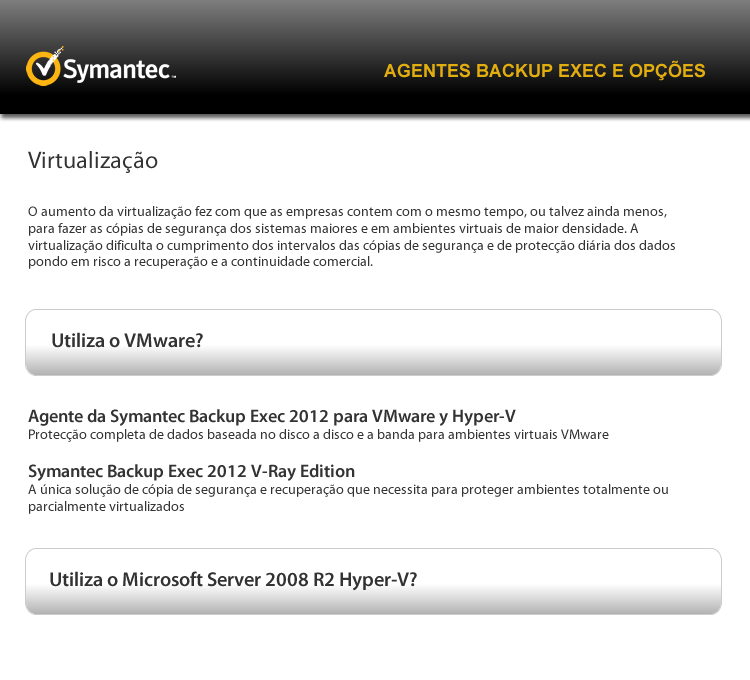 Symantec™
AGENTES BACKUP EXEC E OPÇÕES
Virtualização
O aumento da virtualização fez com que as empresas contem com o mesmo tempo, ou talvez ainda menos,
para fazer as cópias de segurança dos sistemas maiores e em ambientes virtuais de maior densidade. A
virtualização dificulta o cumprimento dos intervalos das cópias de segurança e de protecção diária dos dados
pondo em risco a recuperação e a continuidade comercial.
Utiliza o VMware?
Agente da Symantec Backup Exec 2012 para VMware y Hyper-V
Protecção completa de dados baseada no disco a disco e a banda para ambientes virtuais VMware
Symantec Backup Exec 2012 V-Ray Edition
A única solução de cópia de segurança e recuperação que necessita para proteger ambientes totalmente ou
parcialmente virtualizados
Utiliza o Microsoft Server 2008 R2 Hyper-V?